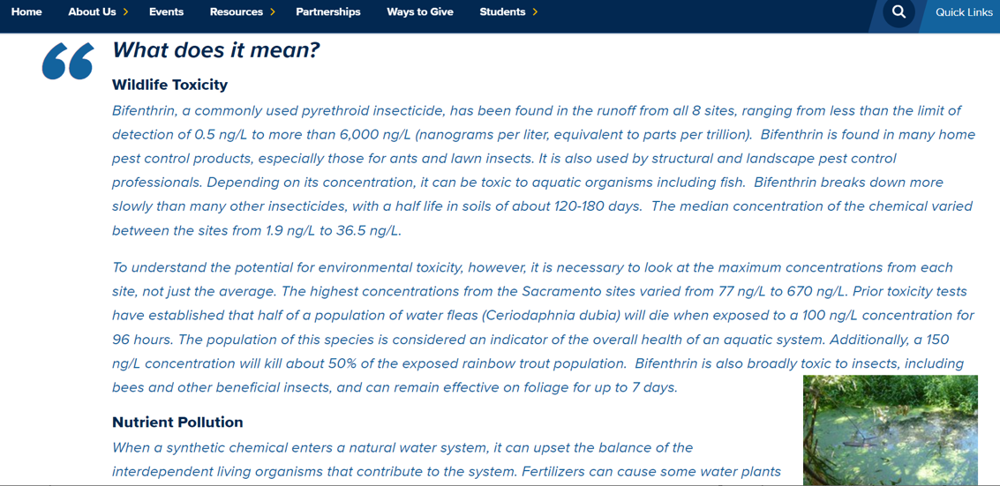 Home About Us Events Resources Partnerships Ways to Give Students Quick Links
What does it mean?
Wildlife Toxicity
Bifenthrin, a commonly used pyrethroid insecticide, has been found in the runoff from all 8 sites, ranging from less than the limit of
detection of 0.5 ng/L to more than 6,000 ng/L (nanograms per liter, equivalent to parts per trillion). Bifenthrin is found in many home
pest control products, especially those for ants and lawn insects. It is also used by structural and landscape pest control
professionals. Depending on its concentration, it can be toxic to aquatic organisms including fish. Bifenthrin breaks down more
slowly than many other insecticides, with a half life in soils of about 120-180 days. The median concentration of the chemical varied
between the sites from 1.9 ng/L to 36.5 ng/L.
To understand the potential for environmental toxicity, however, it is necessary to look at the maximum concentrations from each
site, not just the average. The highest concentrations from the Sacramento sites varied from 77 ng/L to 670 ng/L. Prior toxicity tests
have established that half of a population of water fleas (Ceriodaphnia dubia) will die when exposed to a 100 ng/L concentration for
96 hours. The population of this species is considered an indicator of the overall health of an aquatic system. Additionally, a 150
ng/L concentration will kill about 50% of the exposed rainbow trout population. Bifenthrin is also broadly toxic to insects, including
bees and other beneficial insects, and can remain effective on foliage for up to 7 days.
Nutrient Pollution
When a synthetic chemical enters a natural water system, it can upset the balance of the
interdependent living organisms that contribute to the system. Fertilizers can cause some water plants